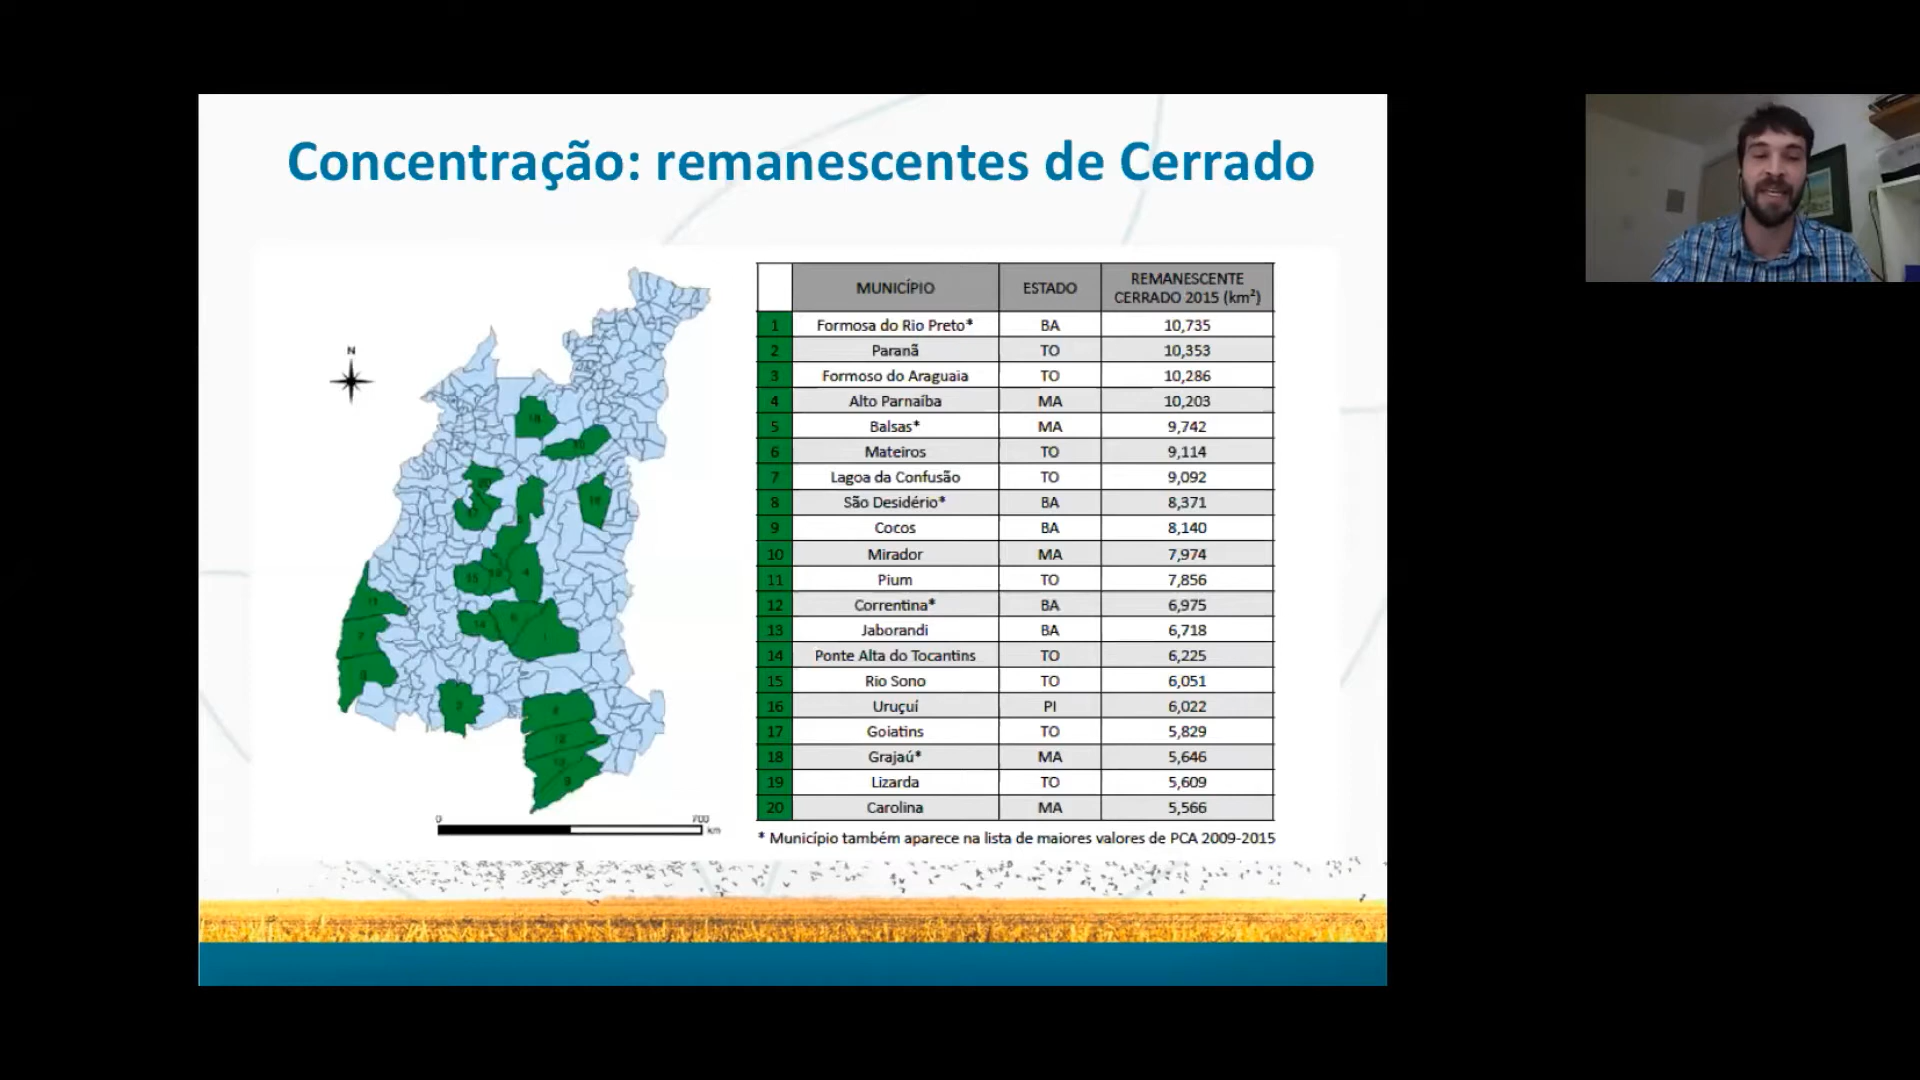 Concentração: remanescentes de Cerrado
N
0 700
km
MUNICÍPIO ESTADO REMANESCENTE CERRADO 2015 (km²)
1 Formosa do Rio Preto* BA 10,735
2 Paranã TO 10,353
3 Formoso do Araguaia TO 10,286
4 Alto Parnaíba MA 10,203
5 Balsas* MA 9,742
6 Mateiros TO 9,114
7 Lagoa da Confusão TO 9,092
8 São Desidério* BA 8,371
9 Cocos BA 8,140
10 Mirador MA 7,974
11 Pium TO 7,856
12 Correntina* BA 6,975
13 Jaborandi BA 6,718
14 Ponte Alta do Tocantins TO 6,225
15 Rio Sono TO 6,051
16 Uruçuí PI 6,022
17 Goiatins TO 5,829
18 Grajaú* MA 5,646
19 Lizarda TO 5,609
20 Carolina MA 5,566
* Município também aparece na lista de maiores valores de PCA 2009-2015